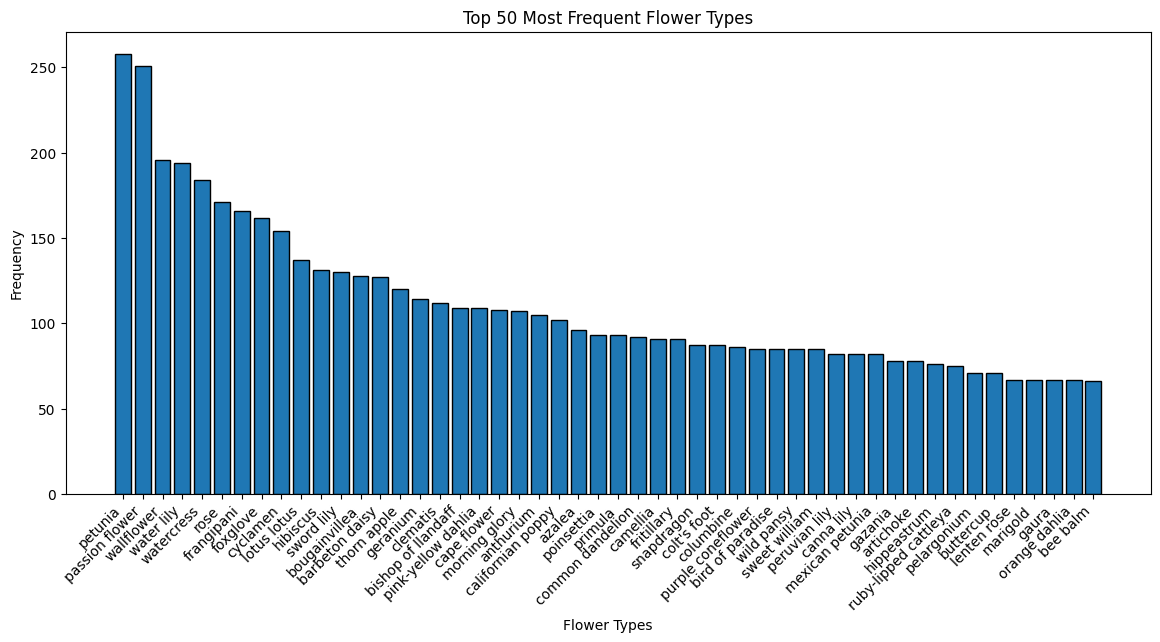 Top 50 Most Frequent Flower Types
Frequency
250
200
150
100
50
0
petunia
passion flower
wallflower
water lily
watercress
rose
frangipani
foxglove
cyclamen
lotus lotus
hibiscus
sword lily
bougainvillea
barbeton daisy
thorn apple
geranium
clematis
bishop of llandaff
pink-yellow dahlia
cape flower
morning glory
anthurium
californian poppy
azalea
poinsettia
primula
common dandelion
camellia
fritillary
snapdragon
colt's foot
columbine
purple coneflower
bird of paradise
wild pansy
sweet william
peruvian lily
canna lily
mexican petunia
gazania
artichoke
hippeastrum
ruby-lipped cattleya
pelargonium
buttercup
lenten rose
marigold
gaura
orange dahlia
bee balm
Flower Types